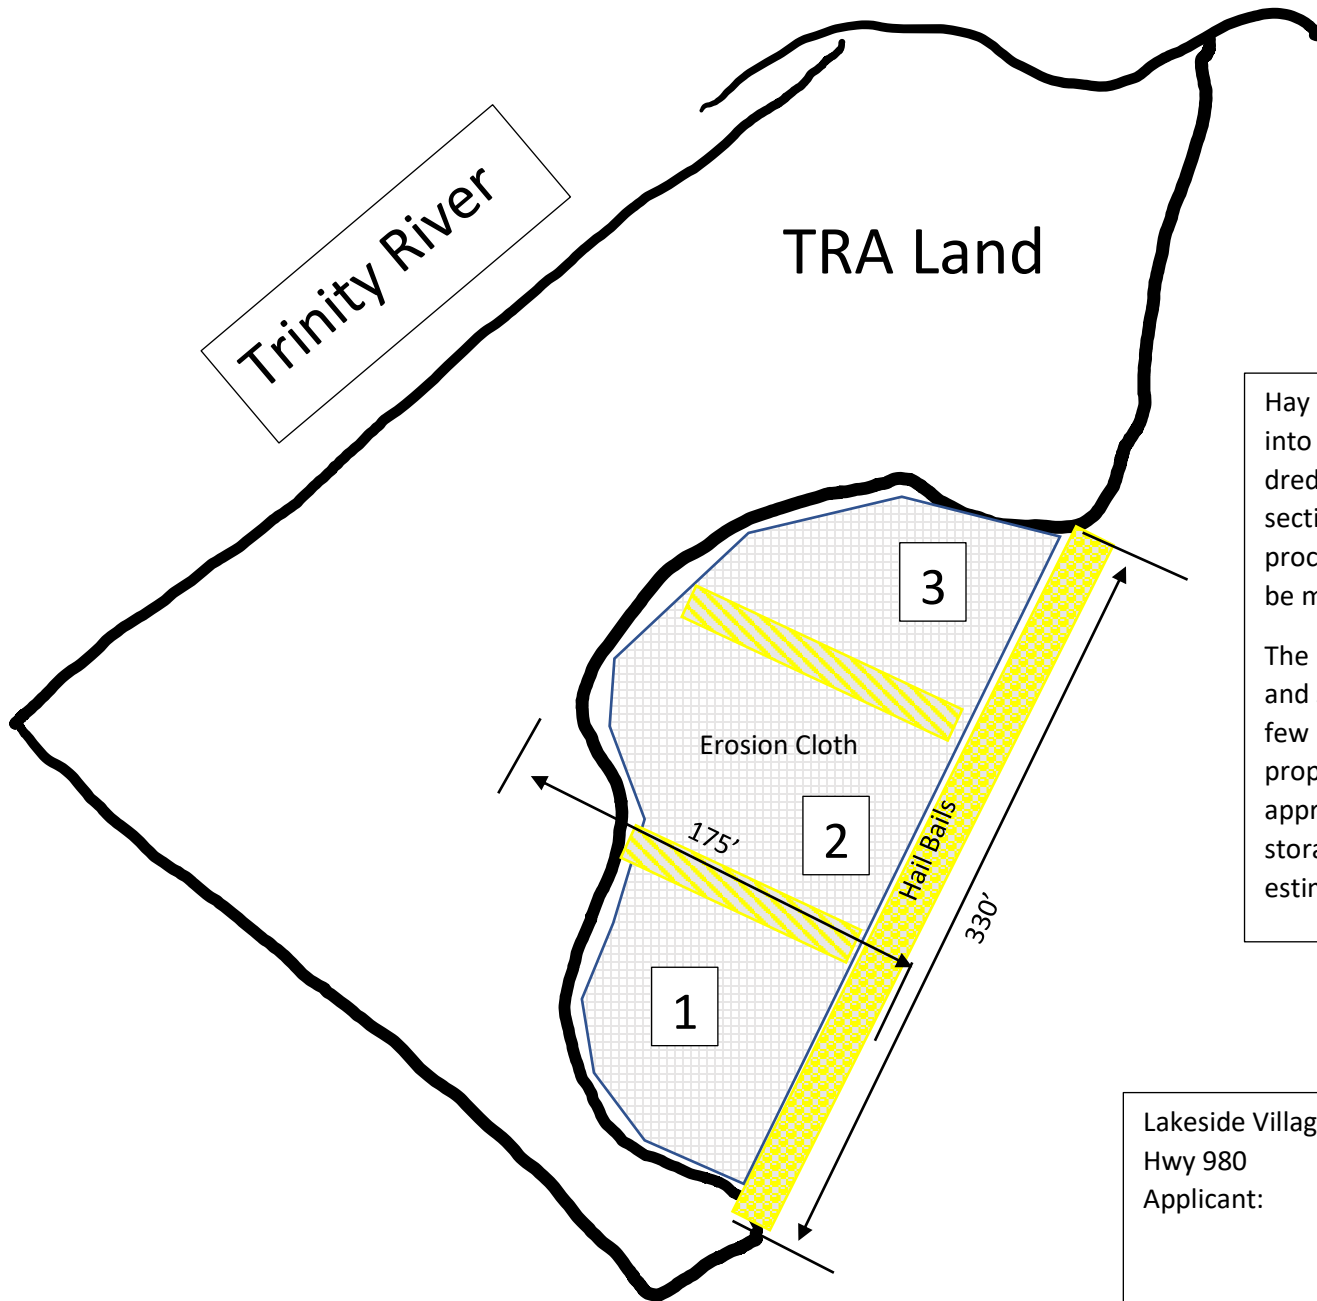 Trinity River
TRA Land
Hay
into
dred
secti
proc
be m
The
and
few
prop
appr
stora
estin
3
Erosion Cloth
2
175’
Hail Bails
330’
1
Lakeside Villag
Hwy 980
Applicant: